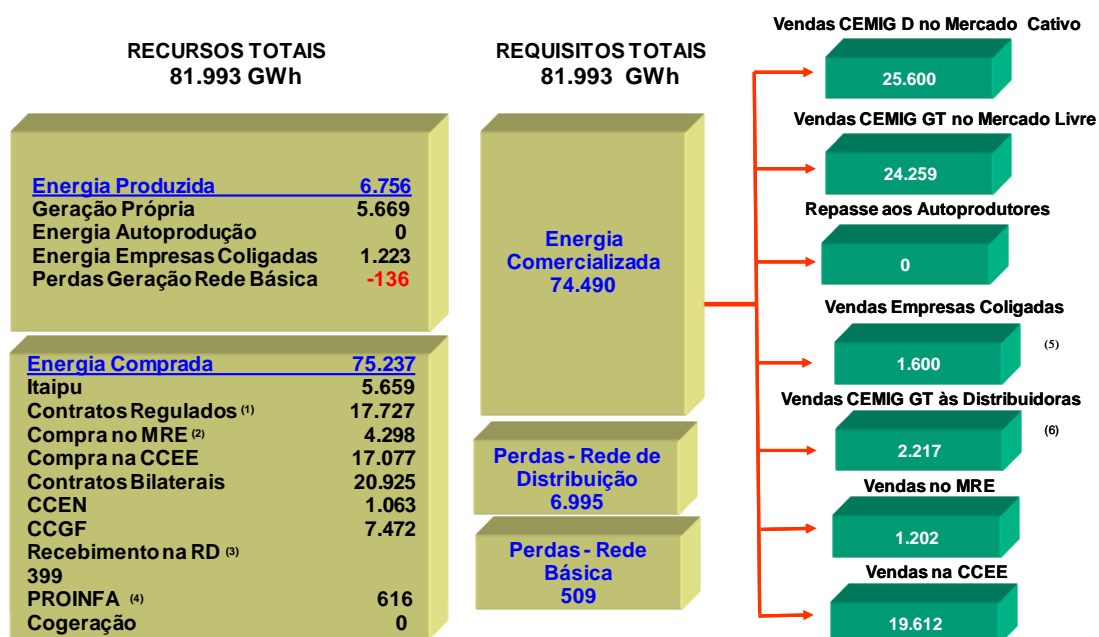 RECURSOS TOTAIS
81.993 GWh
Energia Produzida 6.756
Geração Própria 5.669
Energia Autoprodução 0
Energia Empresas Coligadas 1.223
Perdas Geração Rede Básica -136
Energia Comprada 75.237
Itaipu 5.659
Contratos Regulados (1) 17.727
Compra no MRE (2) 4.298
Compra na CCEE 17.077
Contratos Bilaterais 20.925
CCEN 1.063
CCGF 7.472
Recebimento na RD (3)
399
PROINFA (4) 616
Cogeração 0
REQUISITOS TOTAIS
81.993 GWh
Energia
Comercializada
74.490
Perdas - Rede de
Distribuição
6.995
Perdas - Rede
Básica
509
Vendas CEMIG D no Mercado Cativo
25.600
Vendas CEMIG GT no Mercado Livre
24.259
Repasse aos Autoprodutores
0
Vendas Empresas Coligadas
(5)
1.600
Vendas CEMIG GT às Distribuidoras
(6)
2.217
Vendas no MRE
1.202
Vendas na CCEE
19.612